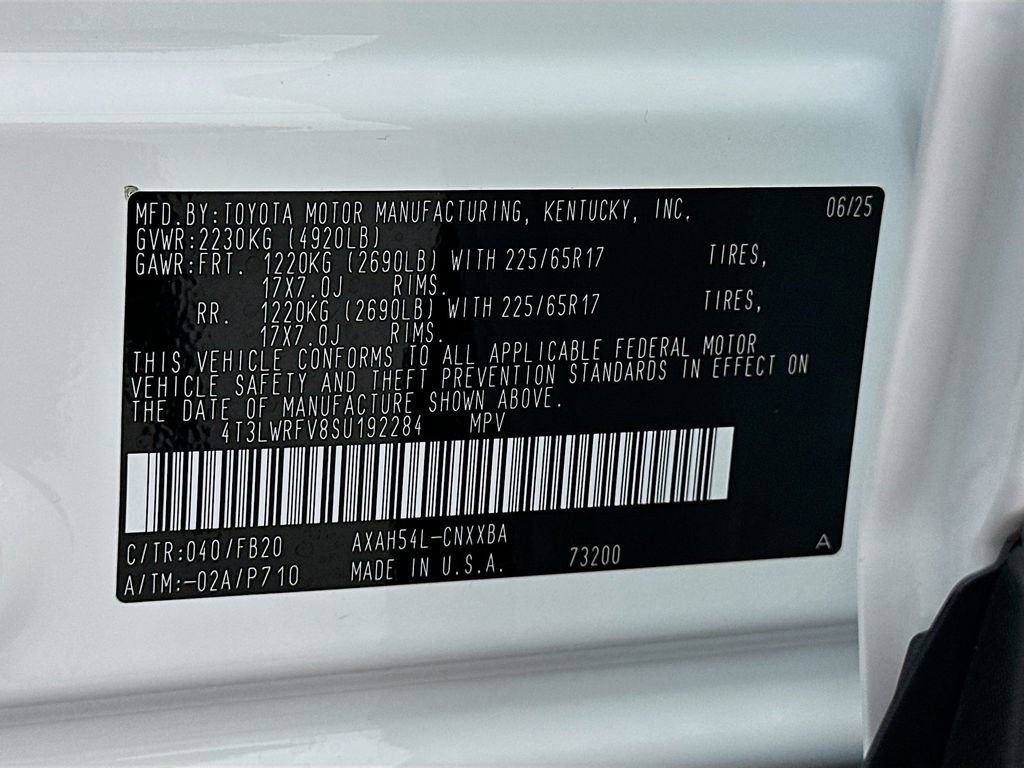 MFD.BY:TOYOTA MOTOR MANUFACTURING, KENTUCKY, INC. 06/25
GVWR:2230KG (4920LB)
GAWR:FRT. 1220KG (2690LB) WITH 225/65R17 TIRES,
17X7.0J RIMS.
RR. 1220KG (2690LB) WITH 225/65R17 TIRES,
17X7.0J RIMS.
THIS VEHICLE CONFORMS TO ALL APPLICABLE FEDERAL MOTOR
VEHICLE SAFETY AND THEFT PREVENTION STANDARDS IN EFFECT ON
THE DATE OF MANUFACTURE SHOWN ABOVE.
4T3LWRFV8SU192284 MPV
C/TR:040/FB20 AXAH54L-CNXXBA
A/TM:-02A/P710 MADE IN U.S.A. 73200 A